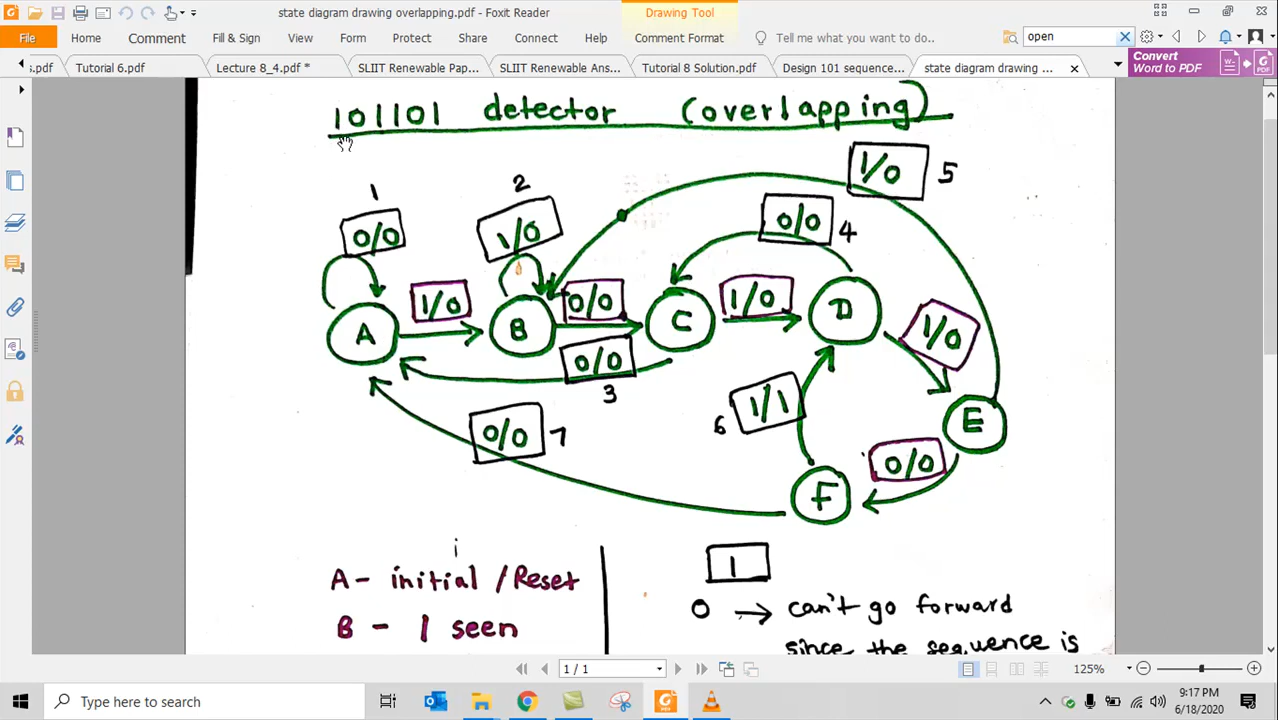 state diagram drawing overlapping.pdf - Foxit Reader
Drawing Tool
File
Home
Comment
Fill & Sign
View
Form
Protect
Share
Connect
Help
Comment Format
Tell me what you want to do..
open
s.pdf
Tutorial 6.pdf
Lecture 8_4.pdf *
SLIIT Renewable Pap...
SLIIT Renewable Ans...
Tutorial 8 Solution.pdf
Design 101 sequence...
state diagram drawing ...
Convert
Word to PDF
101101 detector (overlapping)
1/0 5
1
2
0/0
1/0
0/0 4
1/0
0/0
1/0
A
B
C
D
1/0
0/0
3
1/1
6
E
0/0 7
0/0
F
i
A- initial /Reset
B - 1 seen
1
0 → can't go forward
since the sequence is
1 / 1
125%
Type here to search
9:17 PM
6/18/2020